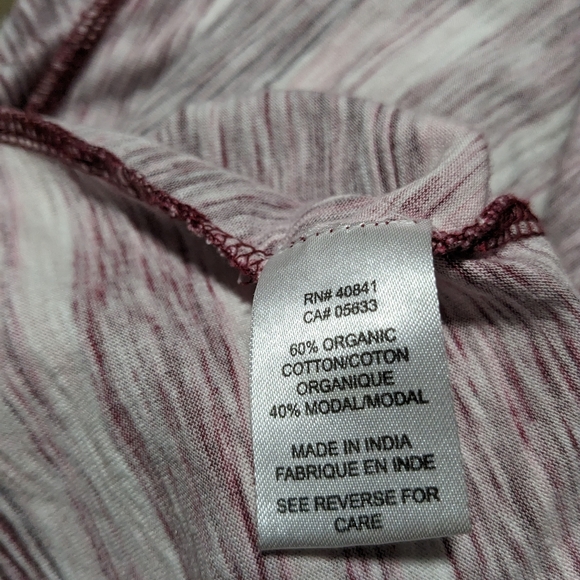 RN# 40841
CA# 05633
60% ORGANIC
COTTON/COTON
ORGANIQUE
40% MODAL/MODAL
MADE IN INDIA
FABRIQUE EN INDE
SEE REVERSE FOR
CARE